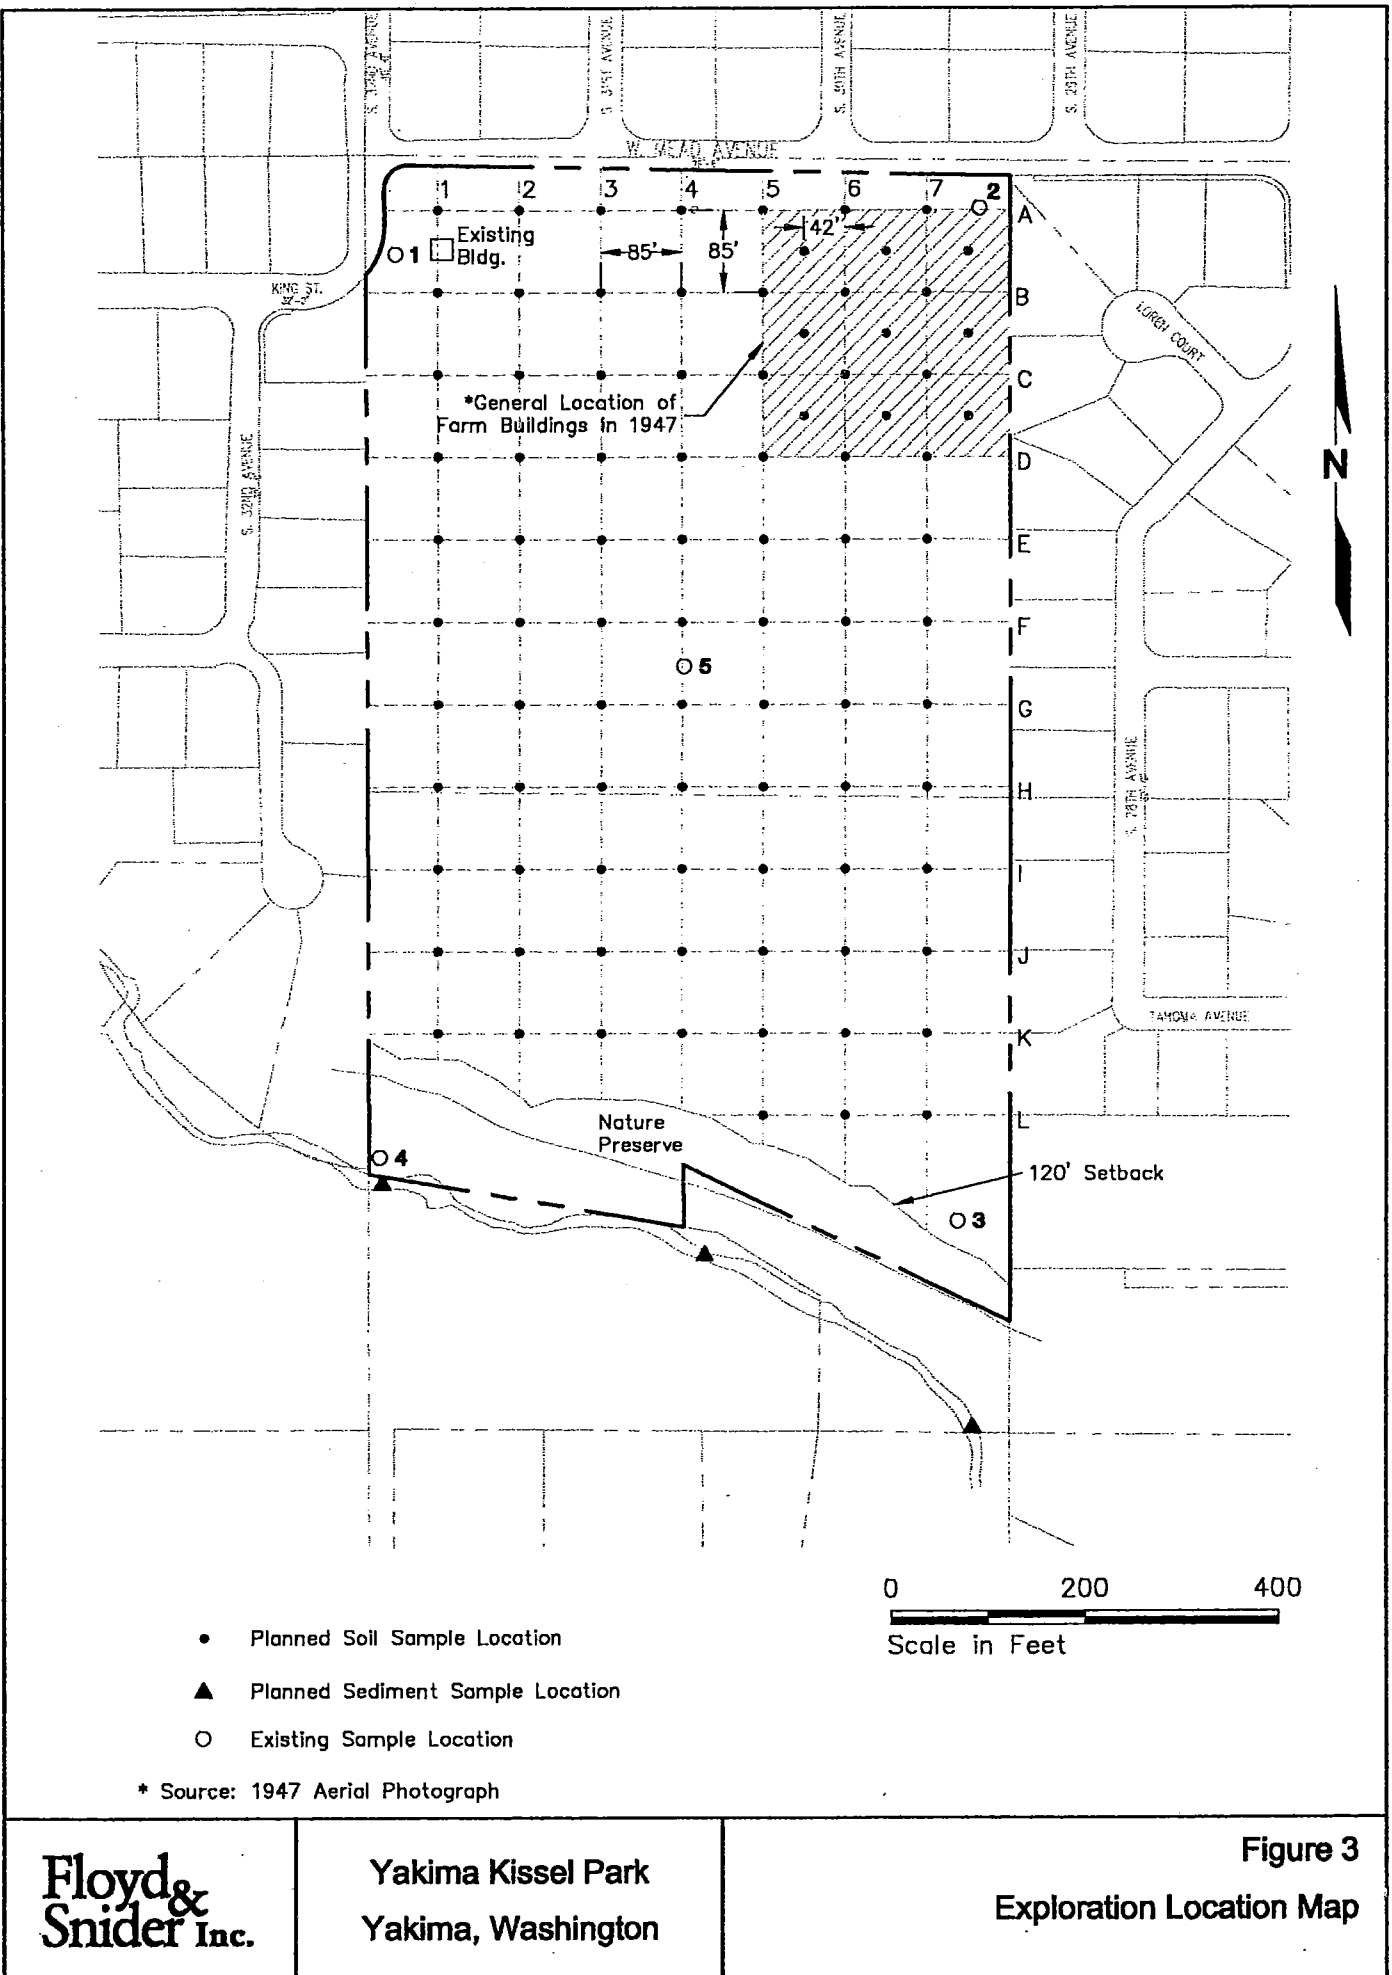 S. 32ND AVENUE
S. 31ST AVENUE
S. 30TH AVENUE
S. 29TH AVENUE
W. MEAD AVENUE
1 2 3 4 5 6 7 2
A
1
Existing
Bldg.
85'
85'
42'
KING ST.
B
LOREN COURT
C
*General Location of
Farm Buildings in 1947
D
N
S. 32ND AVENUE
E
F
5
G
S. 28TH AVENUE
H
I
J
TAHOMA AVENUE
K
Nature
Preserve
L
4
120' Setback
3
0 200 400
Scale in Feet
Planned Soil Sample Location
Planned Sediment Sample Location
Existing Sample Location
* Source: 1947 Aerial Photograph
Floyd &
Snider Inc.
Yakima Kissel Park
Yakima, Washington
Figure 3
Exploration Location Map